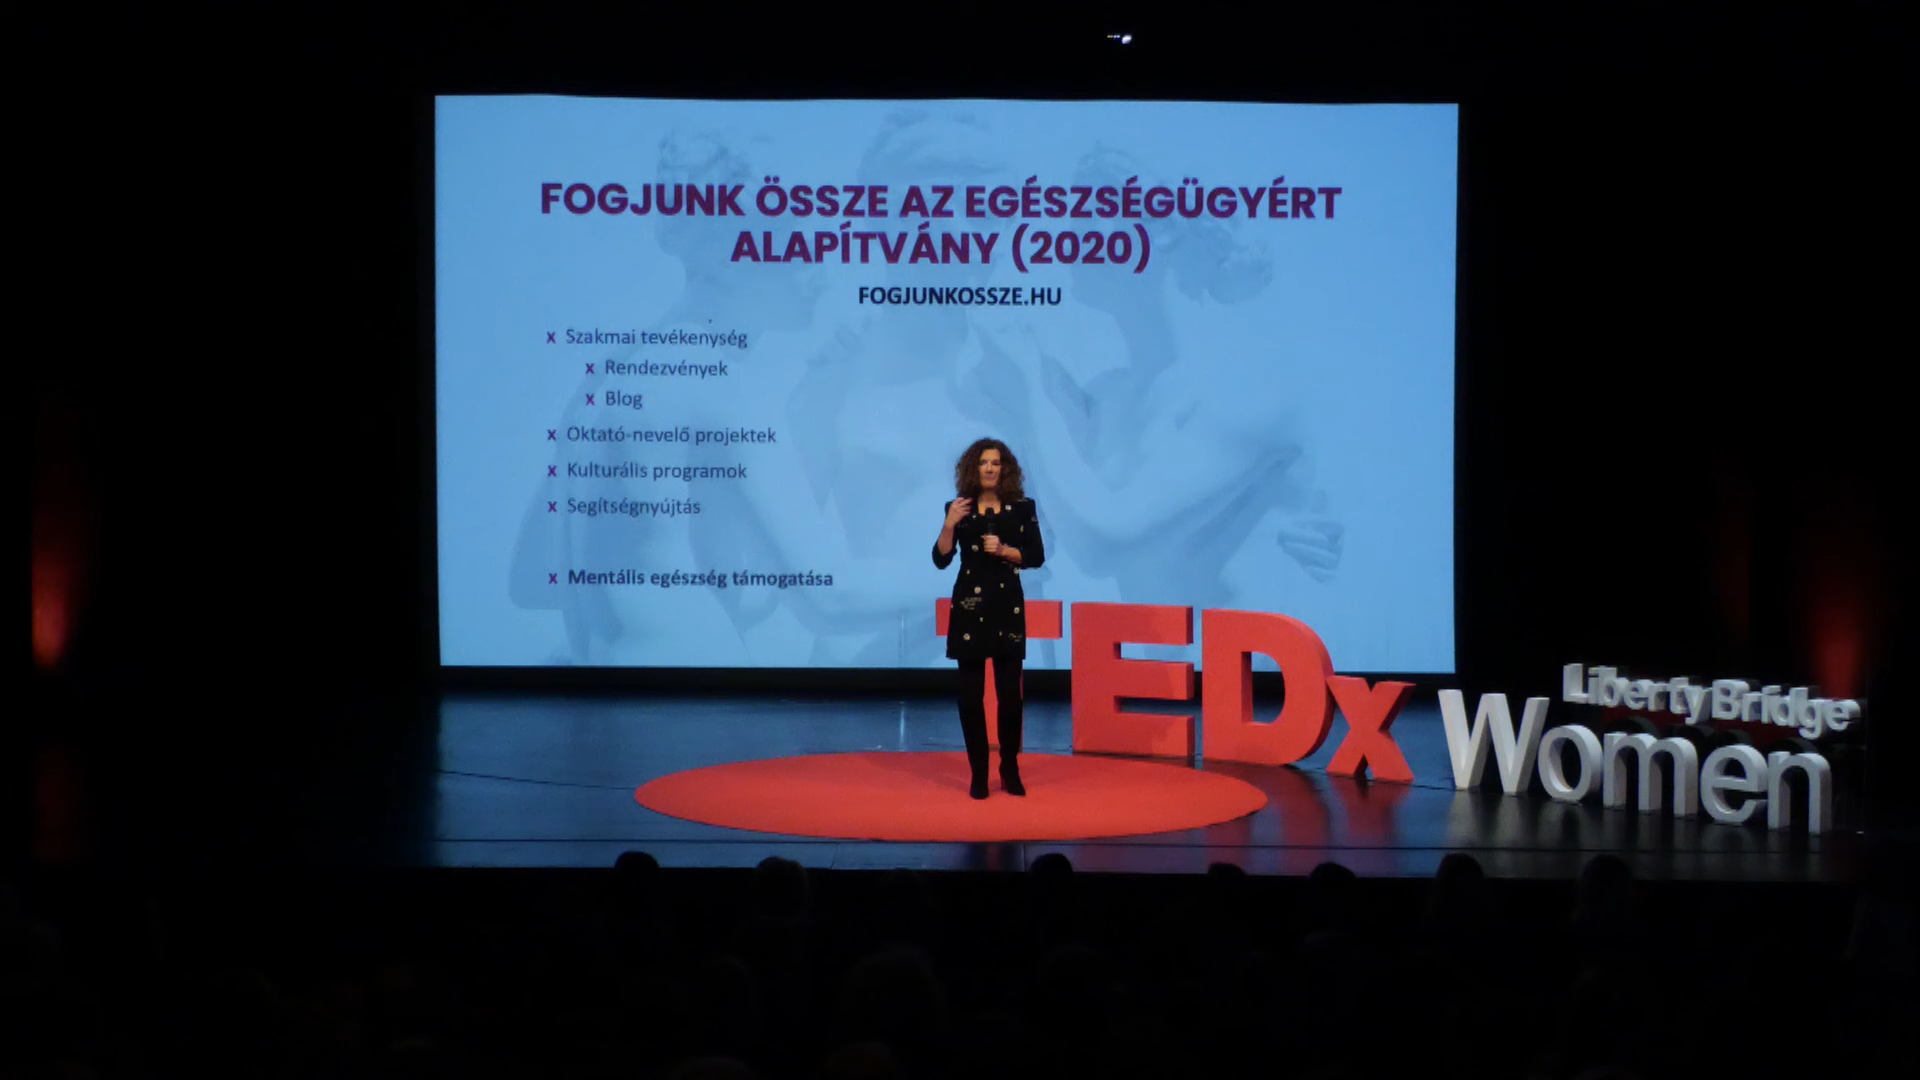 FOGJUNK ÖSSZE AZ EGÉSZSÉGÜGYÉRT
ALAPÍTVÁNY (2020)
FOGJUNKOSSZE.HU
x Szakmai tevékenység
x Rendezvények
x Blog
x Oktató-nevelő projektek
x Kulturális programok
x Segítségnyújtás
x Mentális egészség támogatása
TEDx
Liberty Bridge
Women